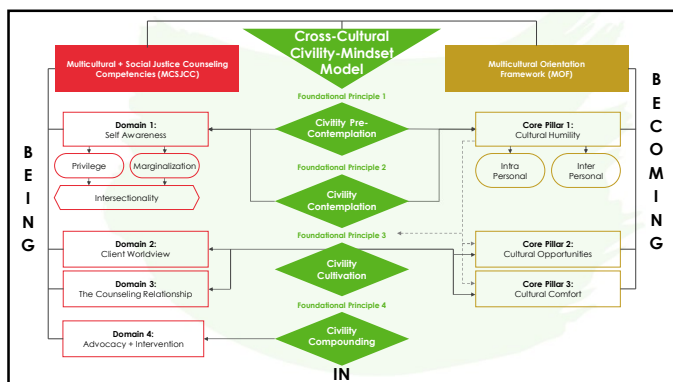 Cross-Cultural
Civility-Mindset
Model
Multicultural + Social Justice Counseling
Competencies (MCSJCC)
Multicultural Orientation
Framework (MOF)
BEING
BECOMING
Foundational Principle 1
Domain 1:
Self Awareness
Civility Pre-
Contemplation
Core Pillar 1:
Cultural Humility
Privilege
Marginalization
Intra
Personal
Inter
Personal
Foundational Principle 2
Intersectionality
Civility
Contemplation
Foundational Principle 3
Domain 2:
Client Worldview
Civility
Cultivation
Core Pillar 2:
Cultural Opportunities
Domain 3:
The Counseling Relationship
Core Pillar 3:
Cultural Comfort
Foundational Principle 4
Domain 4:
Advocacy + Intervention
Civility
Compounding
IN